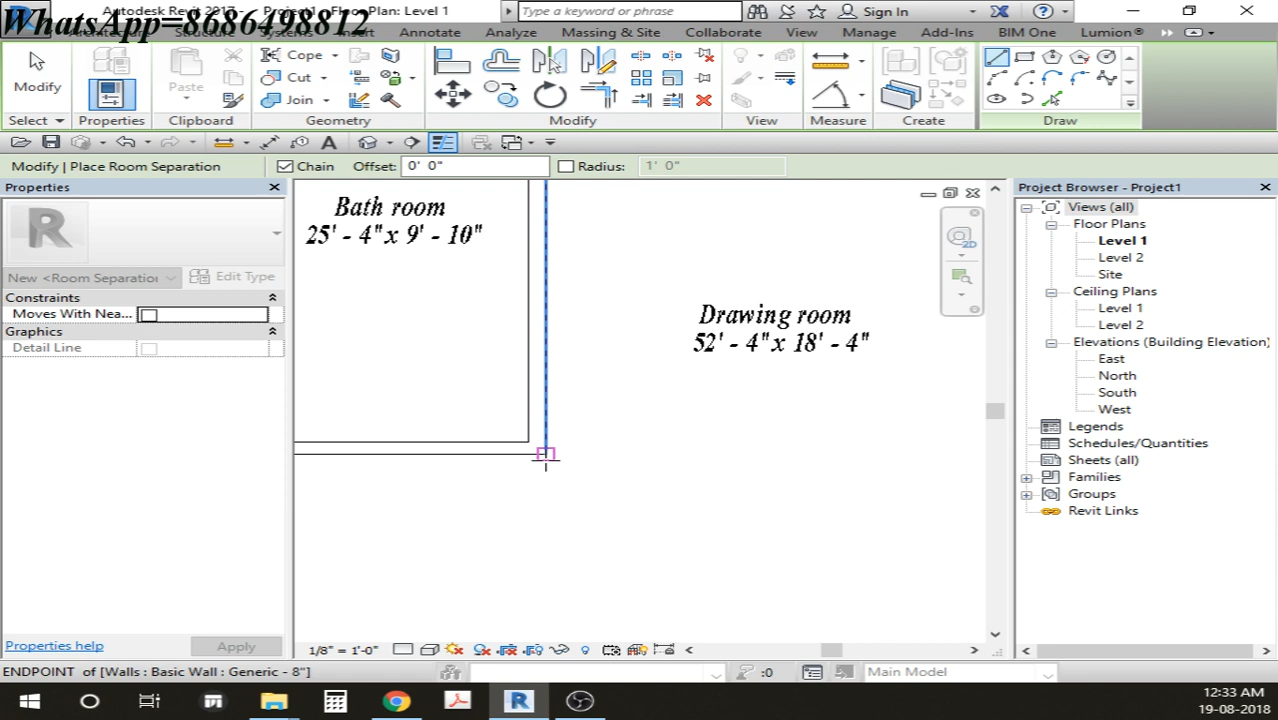 WhatsApp=8686498812
Autodesk Revit 2017 - Project1 - Floor Plan: Level 1
Type a keyword or phrase
Sign In
Architecture Structure Systems Annotate Analyze Massing & Site Collaborate View Manage Add-Ins BIM One Lumion®
Modify
Cope
Cut
Join
Paste
Select Properties Clipboard Geometry Modify View Measure Create Draw
Modify | Place Room Separation Chain Offset: 0' 0" Radius: 1' 0"
Properties
New <Room Separatior Edit Type
Constraints
Moves With Nea...
Graphics
Detail Line
Properties help Apply
Bath room
25' - 4" x 9' - 10"
Drawing room
52' - 4" x 18' - 4"
2D
Project Browser - Project1
Views (all)
Floor Plans
Level 1
Level 2
Site
Ceiling Plans
Level 1
Level 2
Elevations (Building Elevation)
East
North
South
West
Legends
Schedules/Quantities
Sheets (all)
Families
Groups
Revit Links
1/8" = 1'-0"
ENDPOINT of [Walls : Basic Wall : Generic - 8"]
:0
Main Model
12:33 AM
19-08-2018